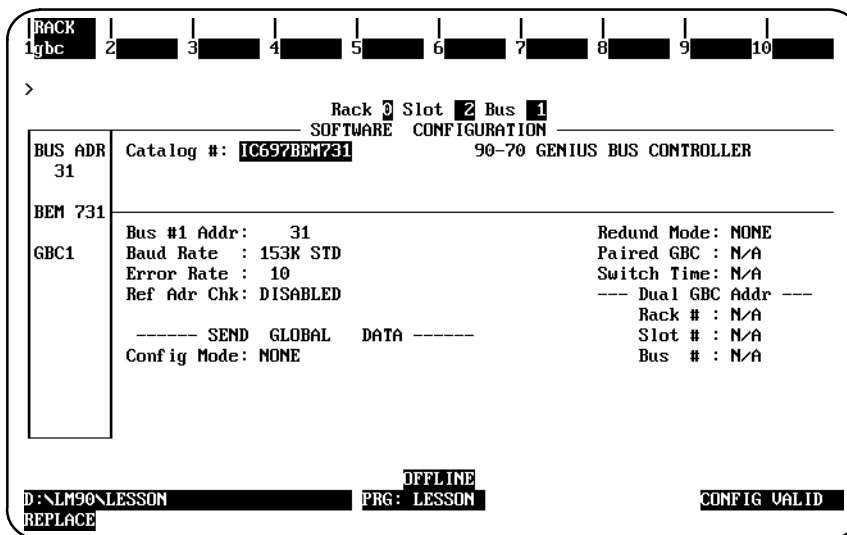 RACK
1gbc 2 3 4 5 6 7 8 9 10
>
Rack 0 Slot 2 Bus 1
SOFTWARE CONFIGURATION
BUS ADR Catalog #: IC697BEM731 90-70 GENIUS BUS CONTROLLER
31
BEM 731
Bus #1 Addr: 31 Redund Mode: NONE
GBC1 Baud Rate : 153K STD Paired GBC : N/A
Error Rate : 10 Switch Time: N/A
Ref Adr Chk: DISABLED --- Dual GBC Addr ---
Rack # : N/A
------ SEND GLOBAL DATA ------ Slot # : N/A
Config Mode: NONE Bus # : N/A
OFFLINE
D:\LM90\LESSON PRG: LESSON CONFIG VALID
REPLACE